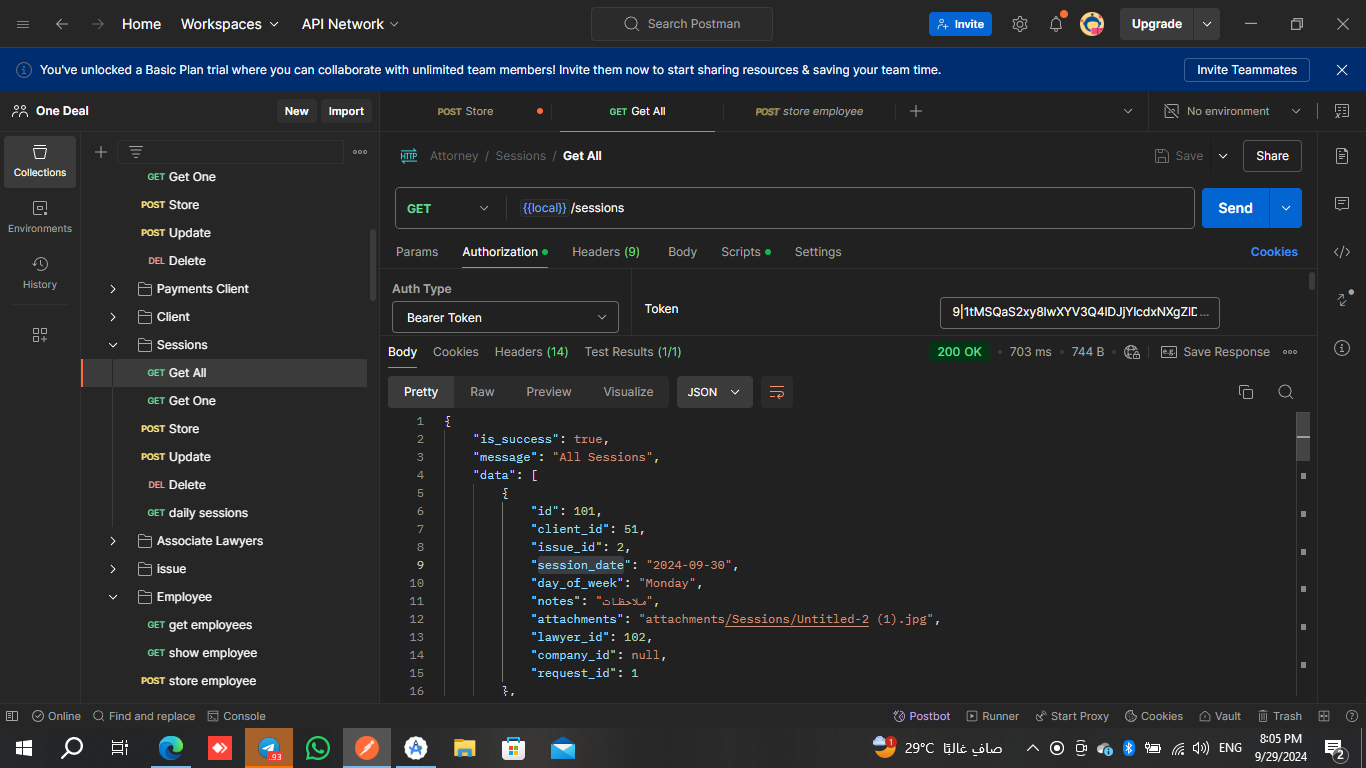 Home Workspaces API Network Search Postman Invite Upgrade
You've unlocked a Basic Plan trial where you can collaborate with unlimited team members! Invite them now to start sharing resources & saving your team time. Invite Teammates
One Deal New Import POST Store GET Get All POST store employee No environment
Collections
Environments
History
GET Get One
POST Store
POST Update
DEL Delete
Payments Client
Client
Sessions
GET Get All
GET Get One
POST Store
POST Update
DEL Delete
GET daily sessions
Associate Lawyers
issue
Employee
GET get employees
GET show employee
POST store employee
HTTP Attorney / Sessions / Get All Save Share
GET {{local}} /sessions Send
Params Authorization Headers (9) Body Scripts Settings Cookies
Auth Type
Bearer Token
Token
Body Cookies Headers (14) Test Results (1/1) 200 OK 703 ms 744 B e.g. Save Response
Pretty Raw Preview Visualize JSON
1 {
2 "is_success": true,
3 "message": "All Sessions",
4 "data": [
5 {
6 "id": 101,
7 "client_id": 51,
8 "issue_id": 2,
9 "session_date": "2024-09-30",
10 "day_of_week": "Monday",
11 "notes": "ملاحظات",
12 "attachments": "attachments/Sessions/Untitled-2 (1).jpg",
13 "lawyer_id": 102,
14 "company_id": null,
15 "request_id": 1
16 },
Online Find and replace Console Postbot Runner Start Proxy Cookies Vault Trash
.93 1 29°C صافٍ غالبًا ENG 8:05 PM
9/29/2024 2